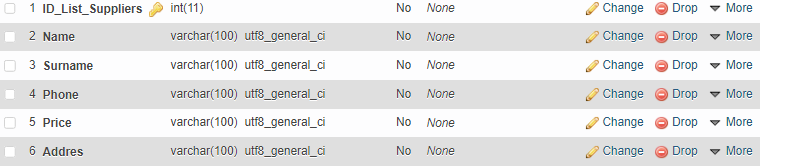 1 ID_List_Suppliers int(11) No None Change Drop More
2 Name varchar(100) utf8_general_ci No None Change Drop More
3 Surname varchar(100) utf8_general_ci No None Change Drop More
4 Phone varchar(100) utf8_general_ci No None Change Drop More
5 Price varchar(100) utf8_general_ci No None Change Drop More
6 Addres varchar(100) utf8_general_ci No None Change Drop More